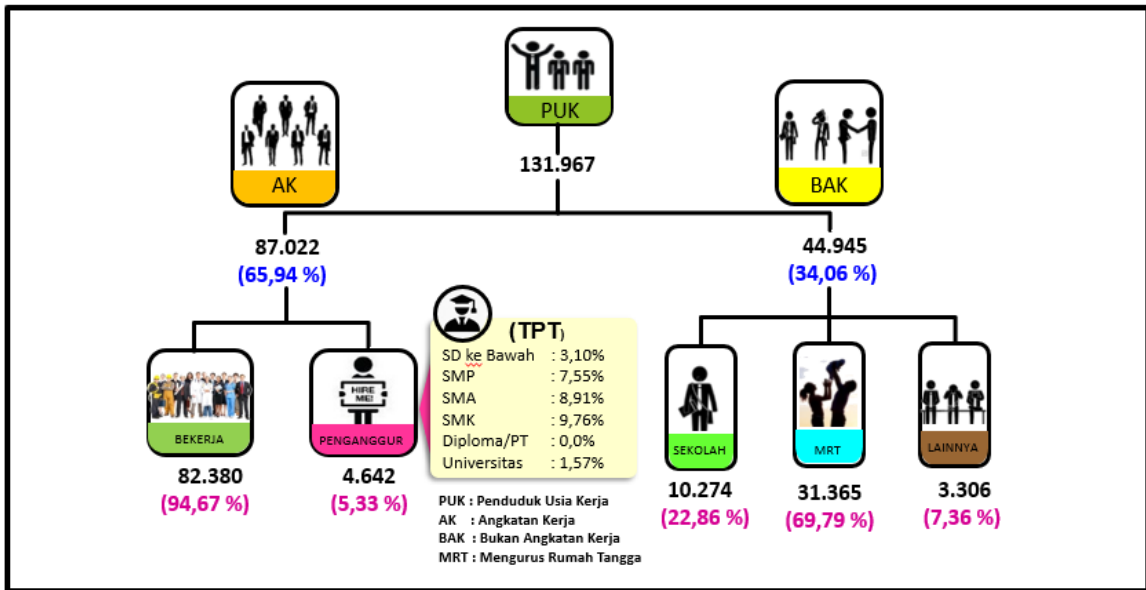 PUK
131.967
AK
87.022
(65,94 %)
BAK
44.945
(34,06 %)
BEKERJA
82.380
(94,67 %)
HIRE
ME!
PENGANGGUR
4.642
(5,33 %)
(TPT)
SD ke Bawah : 3,10%
SMP : 7,55%
SMA : 8,91%
SMK : 9,76%
Diploma/PT : 0,0%
Universitas : 1,57%
PUK : Penduduk Usia Kerja
AK : Angkatan Kerja
BAK : Bukan Angkatan Kerja
MRT : Mengurus Rumah Tangga
SEKOLAH
10.274
(22,86 %)
MRT
31.365
(69,79 %)
LAINNYA
3.306
(7,36 %)